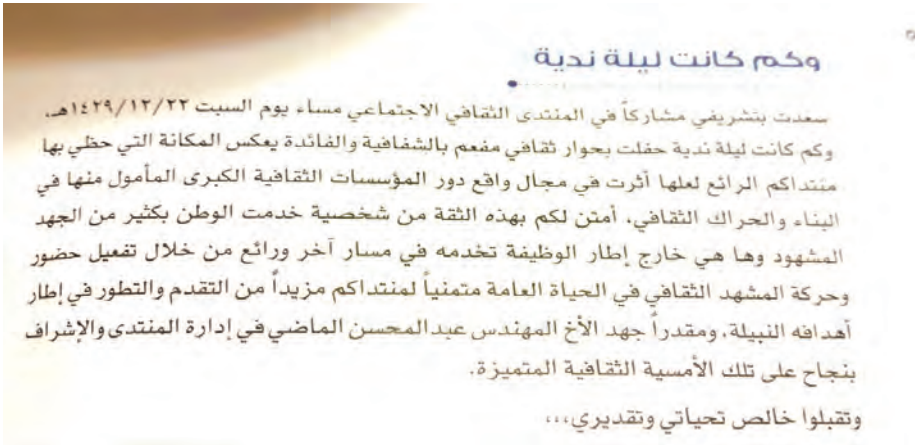 وكم كانت ليلة ندية
سعدت بتشريفي مشاركاً في المنتدى الثقافي الاجتماعي مساء يوم السبت ١٤٢٩/١٢/٢٢هـ،
وكم كانت ليلة ندية حفلت بحوار ثقافي مفعم بالشفافية والفائدة يعكس المكانة التي حظي بها
منتداكم الرائع لعلها أثرت في مجال واقع دور المؤسسات الثقافية الكبرى المأمول منها في
البناء والحراك الثقافي، أمتن لكم بهذه الثقة من شخصية خدمت الوطن بكثير من الجهد
المشهود وها هي خارج إطار الوظيفة تخدمه في مسار آخر ورائع من خلال تفعيل حضور
وحركة المشهد الثقافي في الحياة العامة متمنياً لمنتداكم مزيداً من التقدم والتطور في إطار
أهدافه النبيلة، ومقدراً جهد الأخ المهندس عبدالمحسن الماضي في إدارة المنتدى والإشراف
بنجاح على تلك الأمسية الثقافية المتميزة.
وتقبلوا خالص تحياتي وتقديري،،،